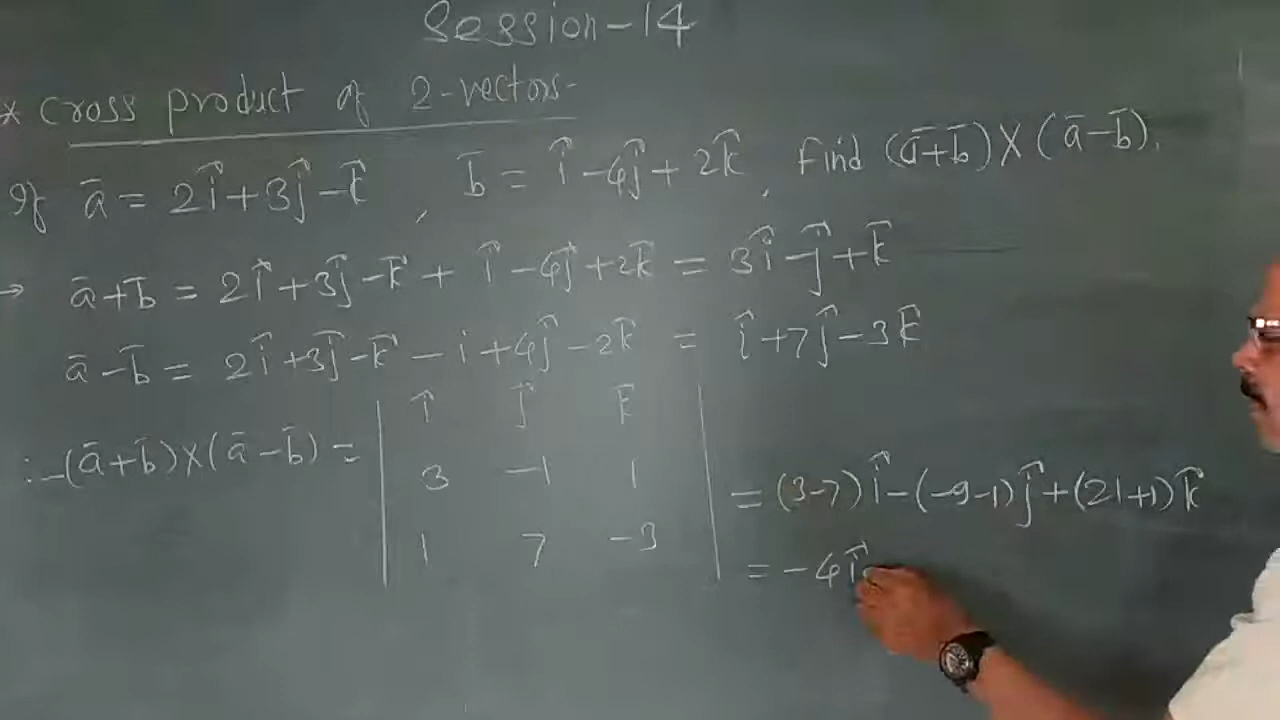 Session-14
* Cross product of 2-vectors-
If a̅ = 2î+3ĵ-k̅ , b̅ = î-4ĵ+2k̅ , Find (a̅+b̅)X(a̅-b̅).
→ a̅+b̅ = 2î+3ĵ-k̅ + î-4ĵ+2k̅ = 3î-ĵ+k̅
a̅-b̅ = 2î+3ĵ-k̅ - i+4ĵ-2k̅ = î+7ĵ-3k̅
∴ (a̅+b̅)X(a̅-b̅) = | î ĵ k̅ |
| 3 -1 1 | = (3-7)î-(-9-1)ĵ+(21+1)k̅
| 1 7 -3 | = -4î